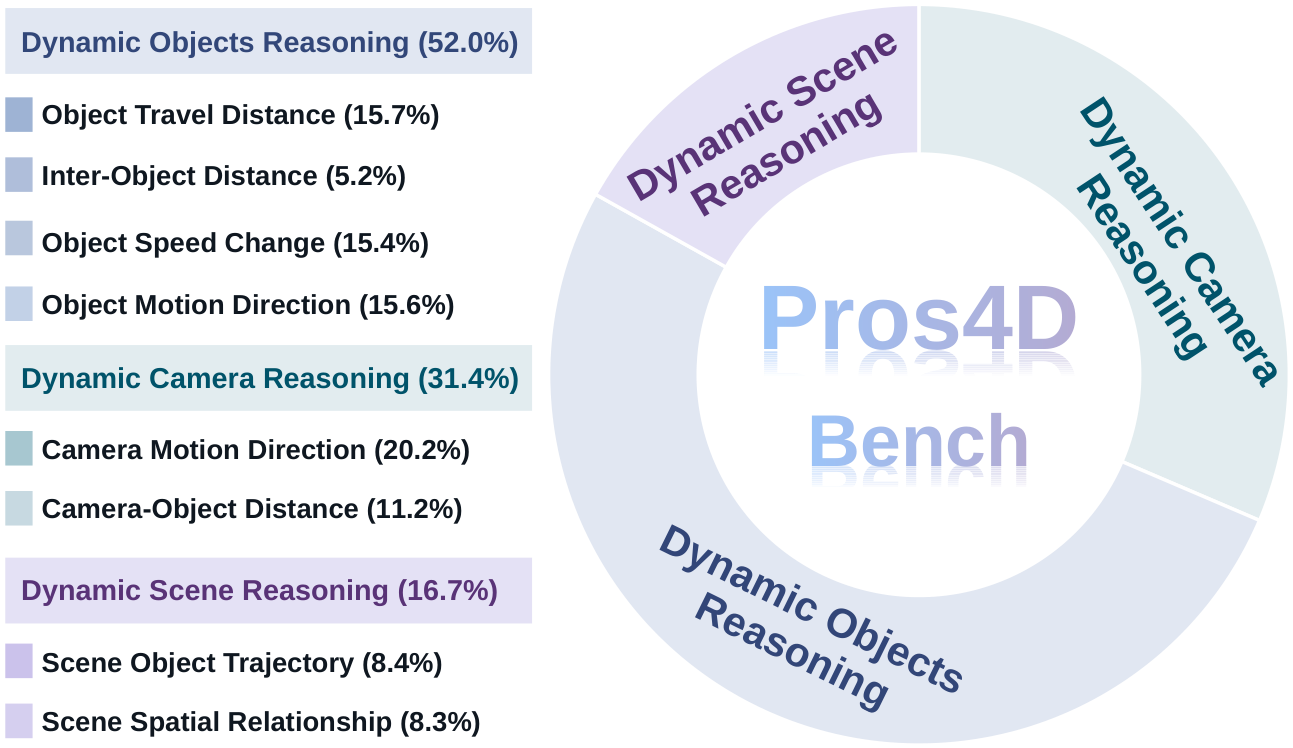 Dynamic Objects Reasoning (52.0%)
Object Travel Distance (15.7%)
Inter-Object Distance (5.2%)
Object Speed Change (15.4%)
Object Motion Direction (15.6%)
Dynamic Camera Reasoning (31.4%)
Camera Motion Direction (20.2%)
Camera-Object Distance (11.2%)
Dynamic Scene Reasoning (16.7%)
Scene Object Trajectory (8.4%)
Scene Spatial Relationship (8.3%)
Dynamic Scene
Reasoning
Dynamic Camera
Reasoning
Pros4D
Bench
Dynamic Objects
Reasoning